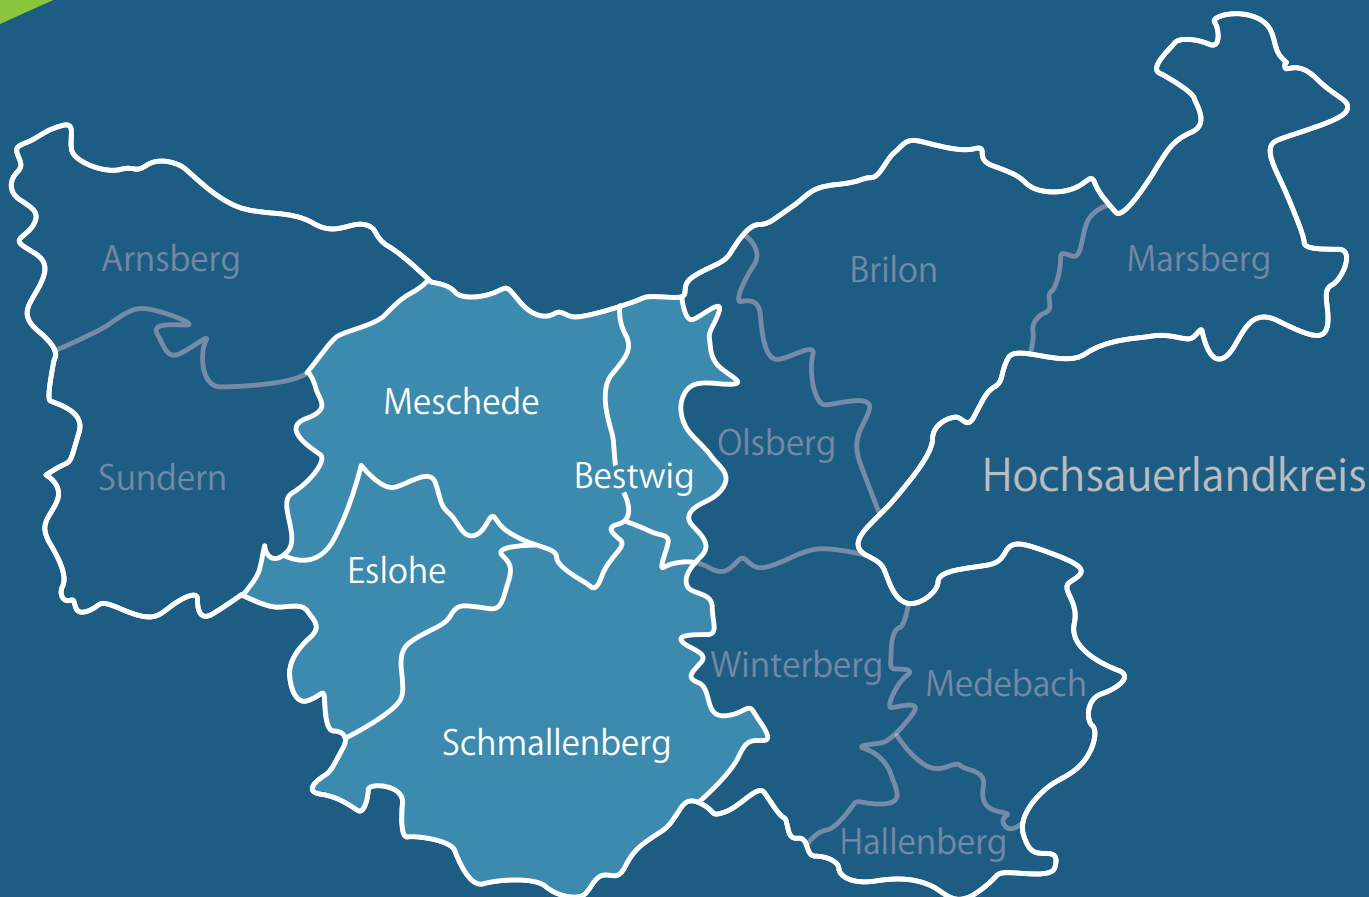 Arnsberg
Brilon
Marsberg
Meschede
Olsberg
Sundern
Bestwig
Hochsauerlandkreis
Eslohe
Winterberg
Medebach
Schmallenberg
Hallenberg